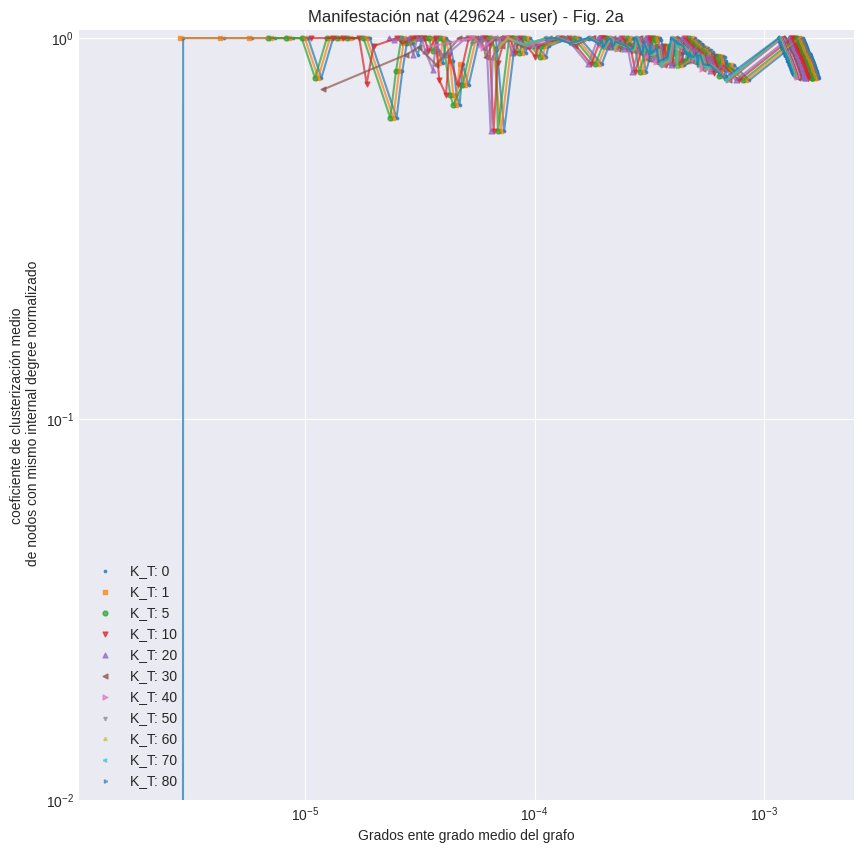 Manifestación nat (429624 - user) - Fig. 2a
10⁰
10⁻¹
10⁻²
coeficiente de clusterización medio
de nodos con mismo internal degree normalizado
K_T: 0
K_T: 1
K_T: 5
K_T: 10
K_T: 20
K_T: 30
K_T: 40
K_T: 50
K_T: 60
K_T: 70
K_T: 80
10⁻⁵
10⁻⁴
10⁻³
Grados ente grado medio del grafo